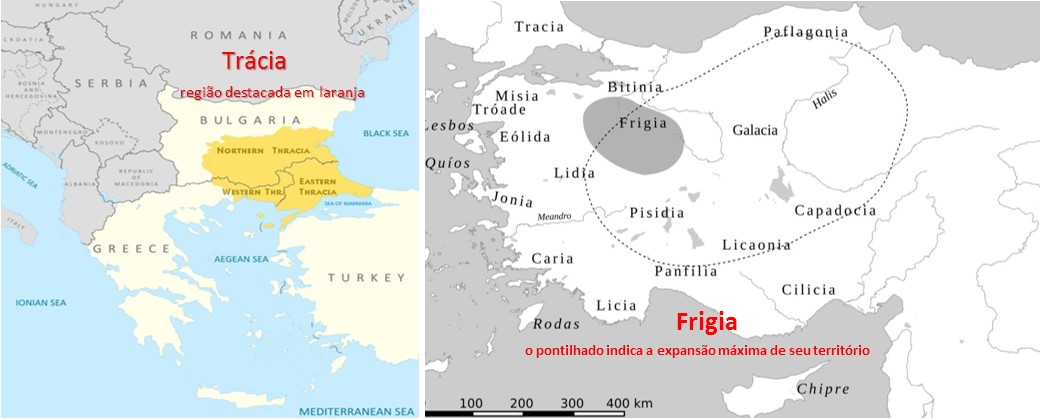 HUNGARY
MOLDOVA
UKRAINE
ROMANIA
CROATIA
Trácia
SERBIA
BOSNIA
AND
HERZEGOVINA
região destacada em laranja
BULGARIA
BLACK SEA
MONTENEGRO
KOSOVO
NORTHERN THRACIA
ADRIATIC SEA
REPUBLIC
OF
MACEDONIA
ALBANIA
EASTERN
THRACIA
WESTERN THR.
SEA OF MARMARA
ITALY
GREECE
AEGEAN SEA
TURKEY
IONIAN SEA
MEDITERRANEAN SEA
Tracia
Paflagonia
Bitinia
Misia
Halis
Tróade
Lesbos
Frigia
Galacia
Eólida
Quíos
Lidia
Jonia
Meandro
Pisidia
Capadocia
Licaonia
Caria
Panfilia
Cilicia
Licia
Rodas
Frigia
o pontilhado indica a expansão máxima de seu território
Chipre
0 100 200 300 400 km